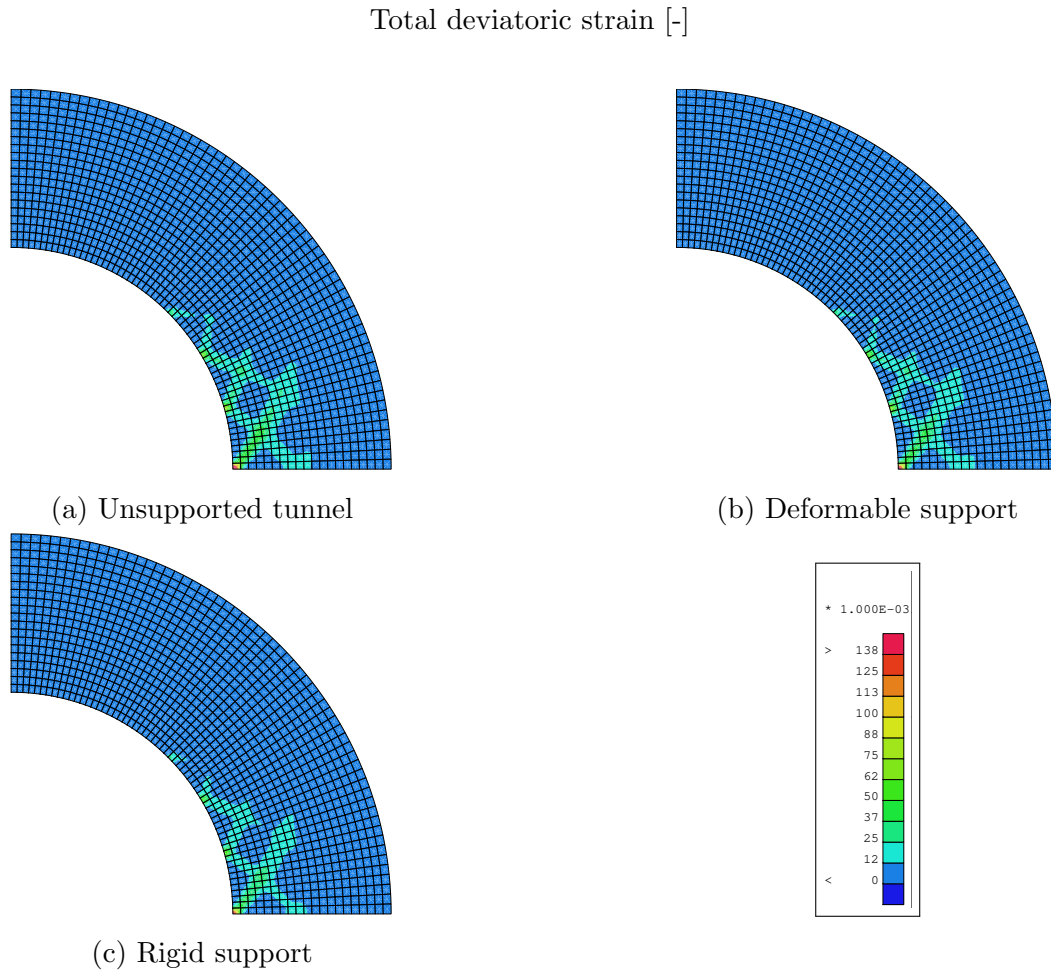 Total deviatoric strain [-]
(a) Unsupported tunnel
(b) Deformable support
(c) Rigid support
* 1.000E-03
> 138
125
113
100
88
75
62
50
37
25
12
< 0